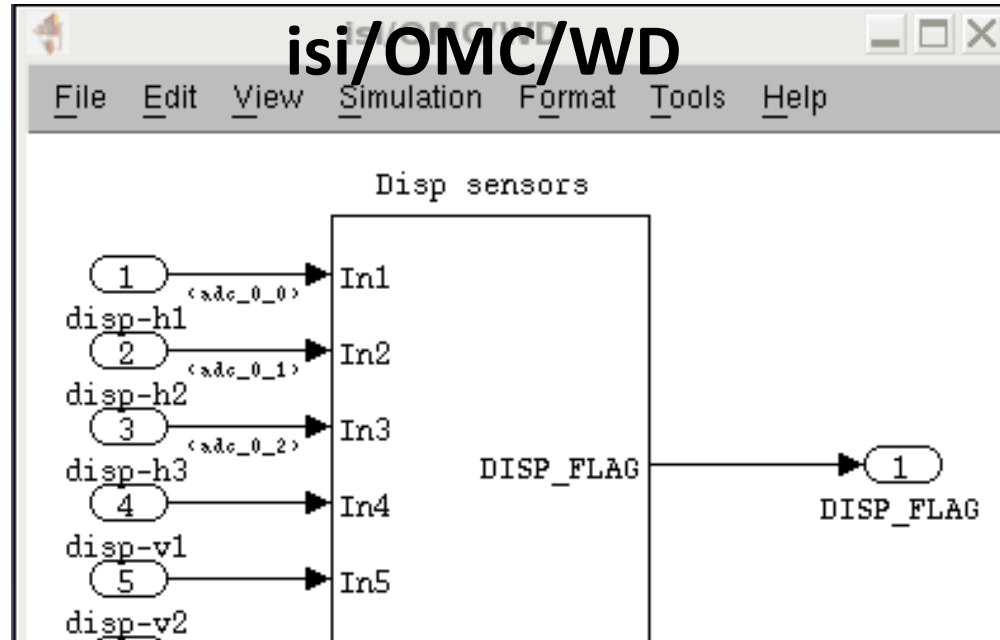 isi/OMC/WD
File Edit View Simulation Format Tools Help
Disp sensors
1 <adc_0_0> In1
disp-h1
2 <adc_0_1> In2
disp-h2
3 <adc_0_2> In3
disp-h3
DISP_FLAG 1
4 In4
DISP_FLAG
disp-v1
5 In5
disp-v2